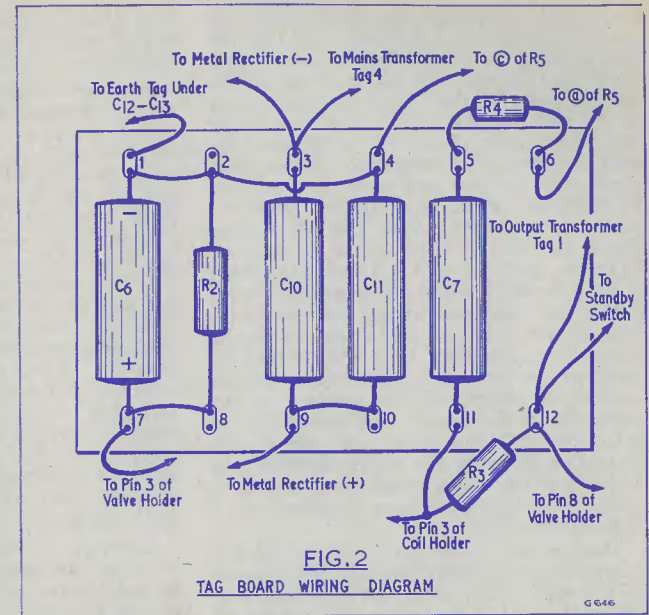 To Metal Rectifier (-)
To Mains Transformer
Tag 4
To ⓒ of R5
To Earth Tag Under
C12-C13
R4
To ⓐ of R5
1
2
3
4
5
6
-
C6
+
R2
C10
C11
C7
To Output Transformer
Tag 1
To
Standby
Switch
7
8
9
10
11
12
To Pin 3 of
Valve Holder
To Metal Rectifier (+)
R3
To Pin 3 of
Coil Holder
To Pin 8 of
Valve Holder
FIG. 2
TAG BOARD WIRING DIAGRAM
G646